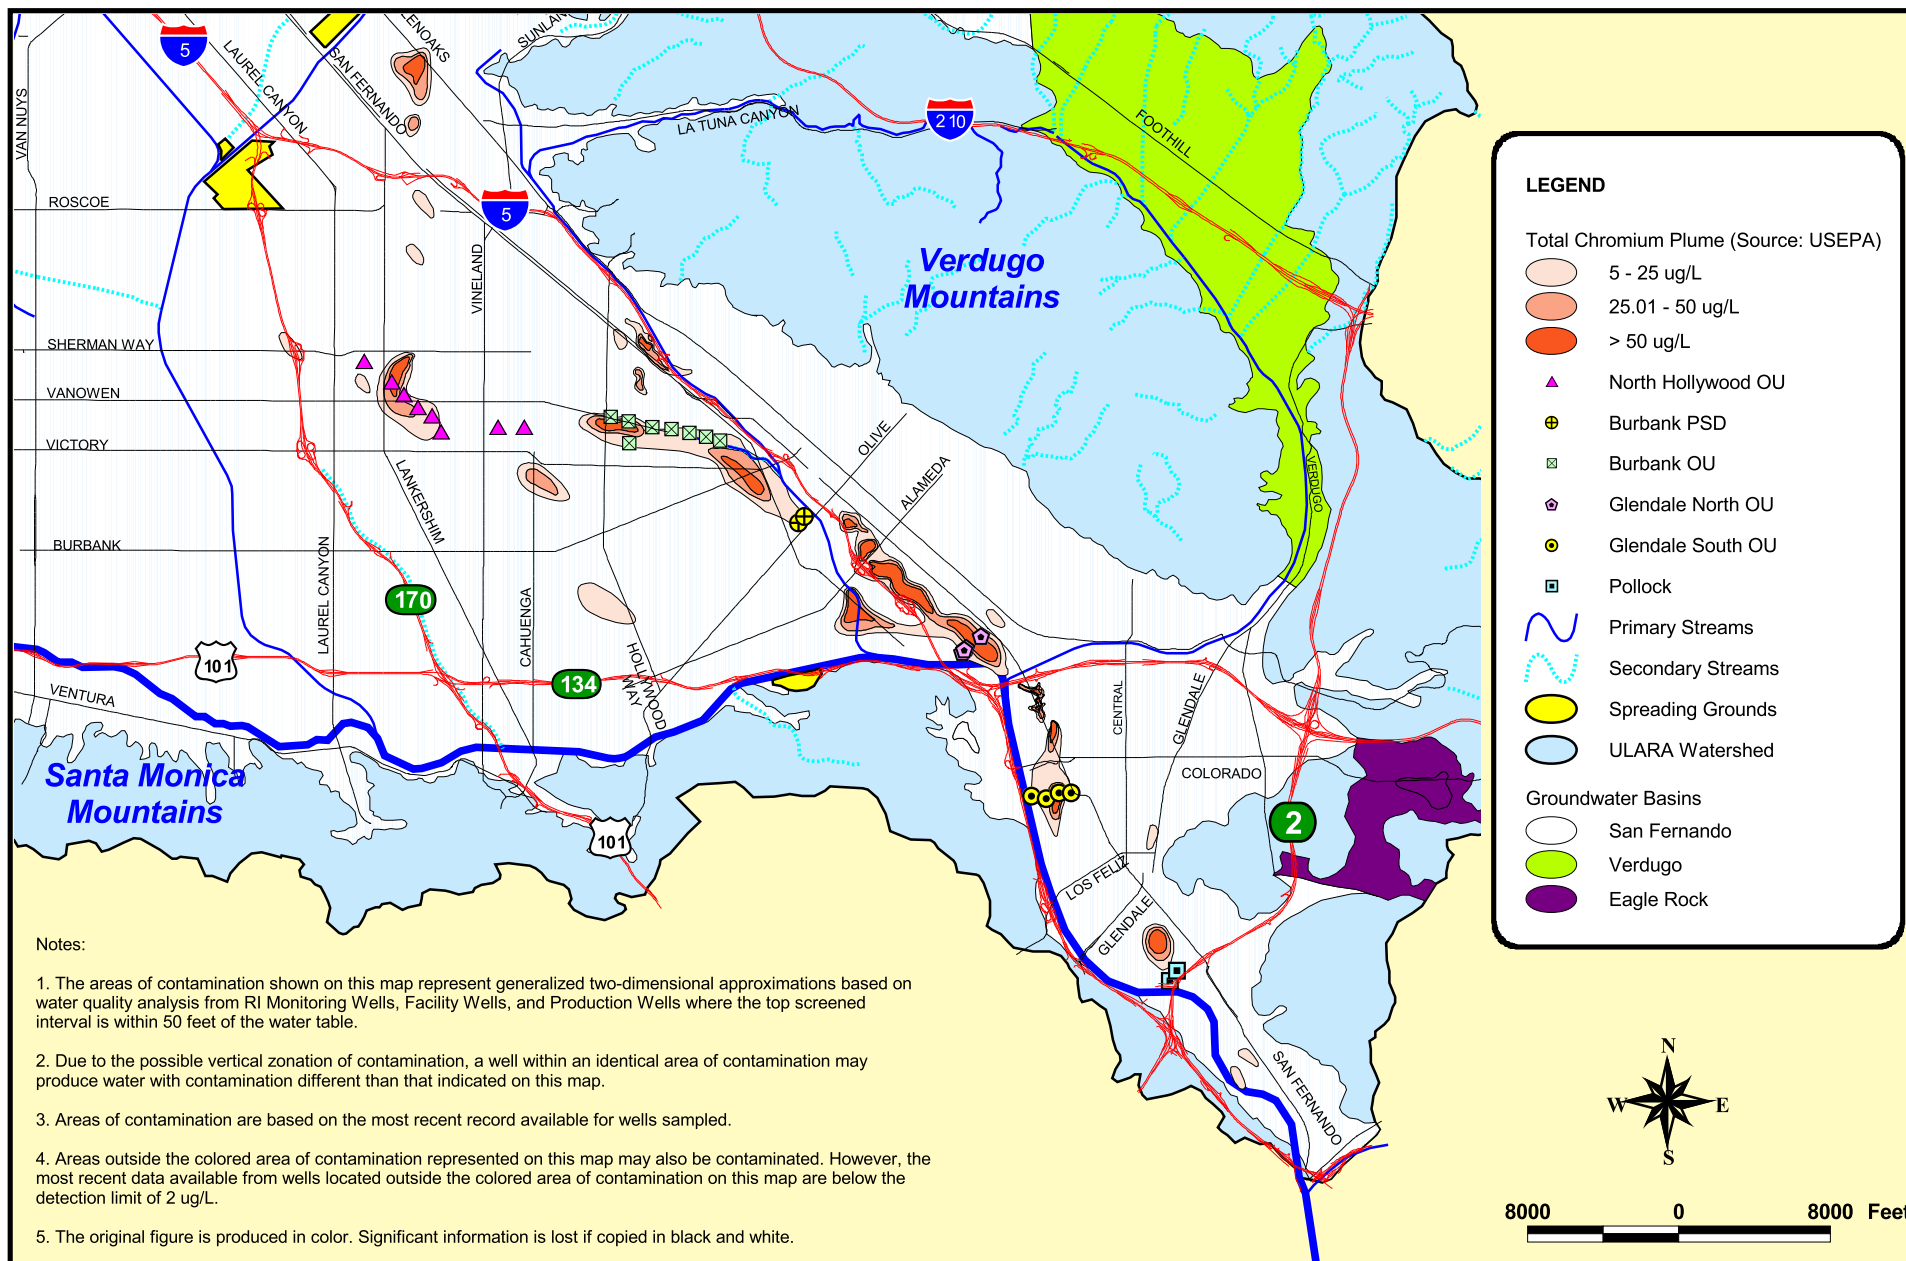 5
LAUREL CANYON
SAN FERNANDO
LENOAKS
SUNLAN
VAN NUYS
LA TUNA CANYON
210
FOOTHILL
ROSCOE
5
VINELAND
Verdugo
Mountains
SHERMAN WAY
VANOWEN
VICTORY
LANKERSHIM
OLIVE
ALAMEDA
VERDUGO
BURBANK
LAUREL CANYON
170
CAHUENGA
HOLLYWOOD
WAY
101
134
VENTURA
CENTRAL
GLENDALE
COLORADO
Santa Monica
Mountains
101
2
LOS FELIZ
GLENDALE
SAN FERNANDO
LEGEND
Total Chromium Plume (Source: USEPA)
5 - 25 ug/L
25.01 - 50 ug/L
> 50 ug/L
North Hollywood OU
Burbank PSD
Burbank OU
Glendale North OU
Glendale South OU
Pollock
Primary Streams
Secondary Streams
Spreading Grounds
ULARA Watershed
Groundwater Basins
San Fernando
Verdugo
Eagle Rock
Notes:
1. The areas of contamination shown on this map represent generalized two-dimensional approximations based on
water quality analysis from RI Monitoring Wells, Facility Wells, and Production Wells where the top screened
interval is within 50 feet of the water table.
2. Due to the possible vertical zonation of contamination, a well within an identical area of contamination may
produce water with contamination different than that indicated on this map.
3. Areas of contamination are based on the most recent record available for wells sampled.
4. Areas outside the colored area of contamination represented on this map may also be contaminated. However, the
most recent data available from wells located outside the colored area of contamination on this map are below the
detection limit of 2 ug/L.
5. The original figure is produced in color. Significant information is lost if copied in black and white.
N
W E
S
8000 0 8000 Feet